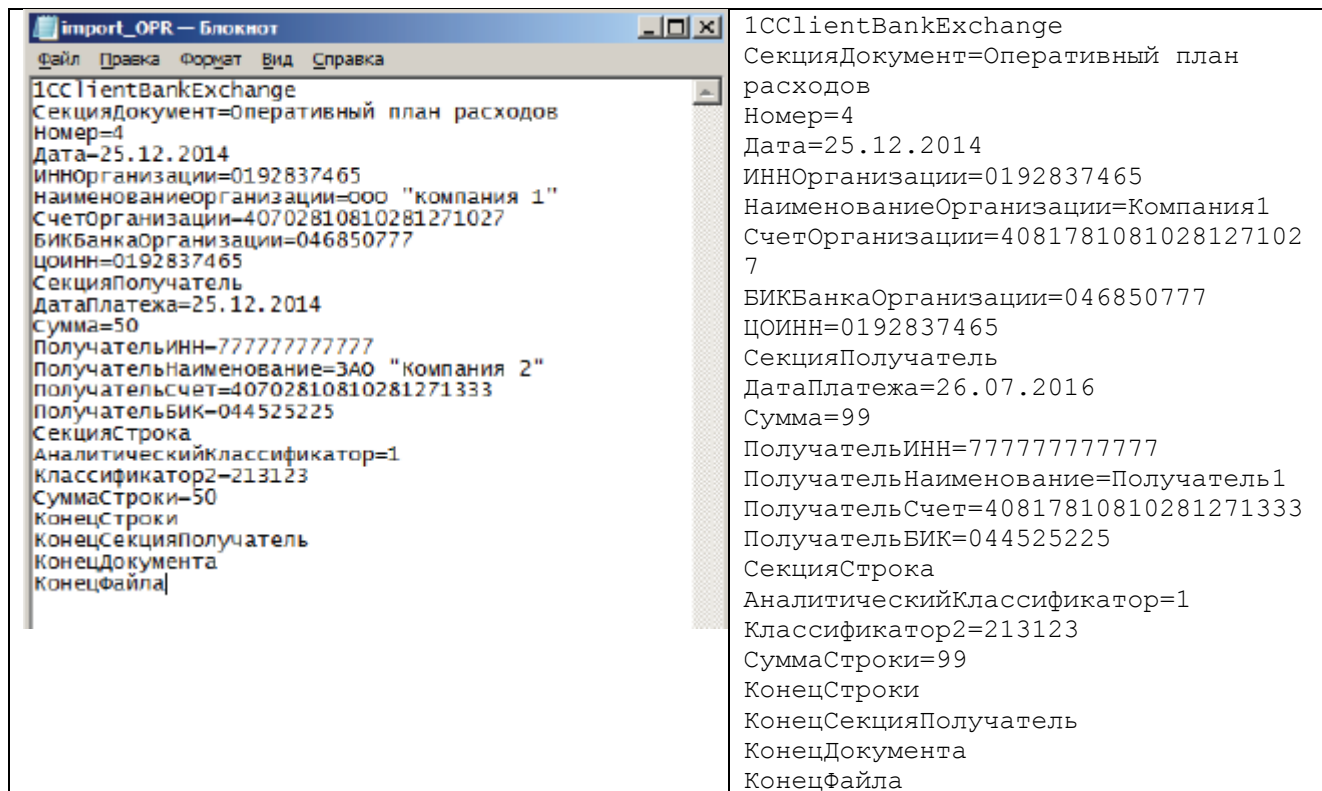 import_OPR — Блокнот
Файл Правка Формат Вид Справка
1CClientBankExchange
СекцияДокумент=Оперативный план расходов
Номер=4
Дата=25.12.2014
ИННОрганизации=0192837465
НаименованиеОрганизации=ООО "Компания 1"
СчетОрганизации=40702810810281271027
БИКБанкаОрганизации=046850777
ЦОИНН=0192837465
СекцияПолучатель
ДатаПлатежа=25.12.2014
Сумма=50
ПолучательИНН=777777777777
ПолучательНаименование=ЗАО "Компания 2"
ПолучательСчет=40702810810281271333
ПолучательБИК=044525225
СекцияСтрока
АналитическийКлассификатор=1
Классификатор2=213123
СуммаСтроки=50
КонецСтроки
КонецСекцияПолучатель
КонецДокумента
КонецФайла
1CClientBankExchange
СекцияДокумент=Оперативный план
расходов
Номер=4
Дата=25.12.2014
ИННОрганизации=0192837465
НаименованиеОрганизации=Компания1
СчетОрганизации=4081781081028127102
7
БИКБанкаОрганизации=046850777
ЦОИНН=0192837465
СекцияПолучатель
ДатаПлатежа=26.07.2016
Сумма=99
ПолучательИНН=777777777777
ПолучательНаименование=Получатель1
ПолучательСчет=40817810810281271333
ПолучательБИК=044525225
СекцияСтрока
АналитическийКлассификатор=1
Классификатор2=213123
СуммаСтроки=99
КонецСтроки
КонецСекцияПолучатель
КонецДокумента
КонецФайла